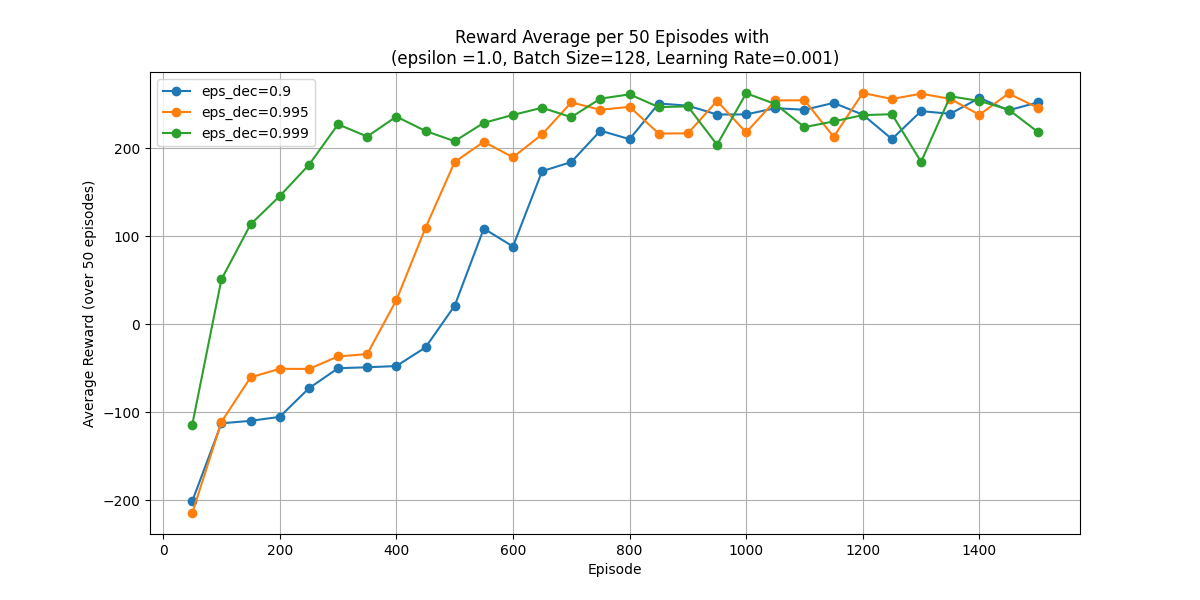 Reward Average per 50 Episodes with
(epsilon =1.0, Batch Size=128, Learning Rate=0.001)
eps_dec=0.9
eps_dec=0.995
eps_dec=0.999
Average Reward (over 50 episodes)
200
100
0
−100
−200
0 200 400 600 800 1000 1200 1400
Episode